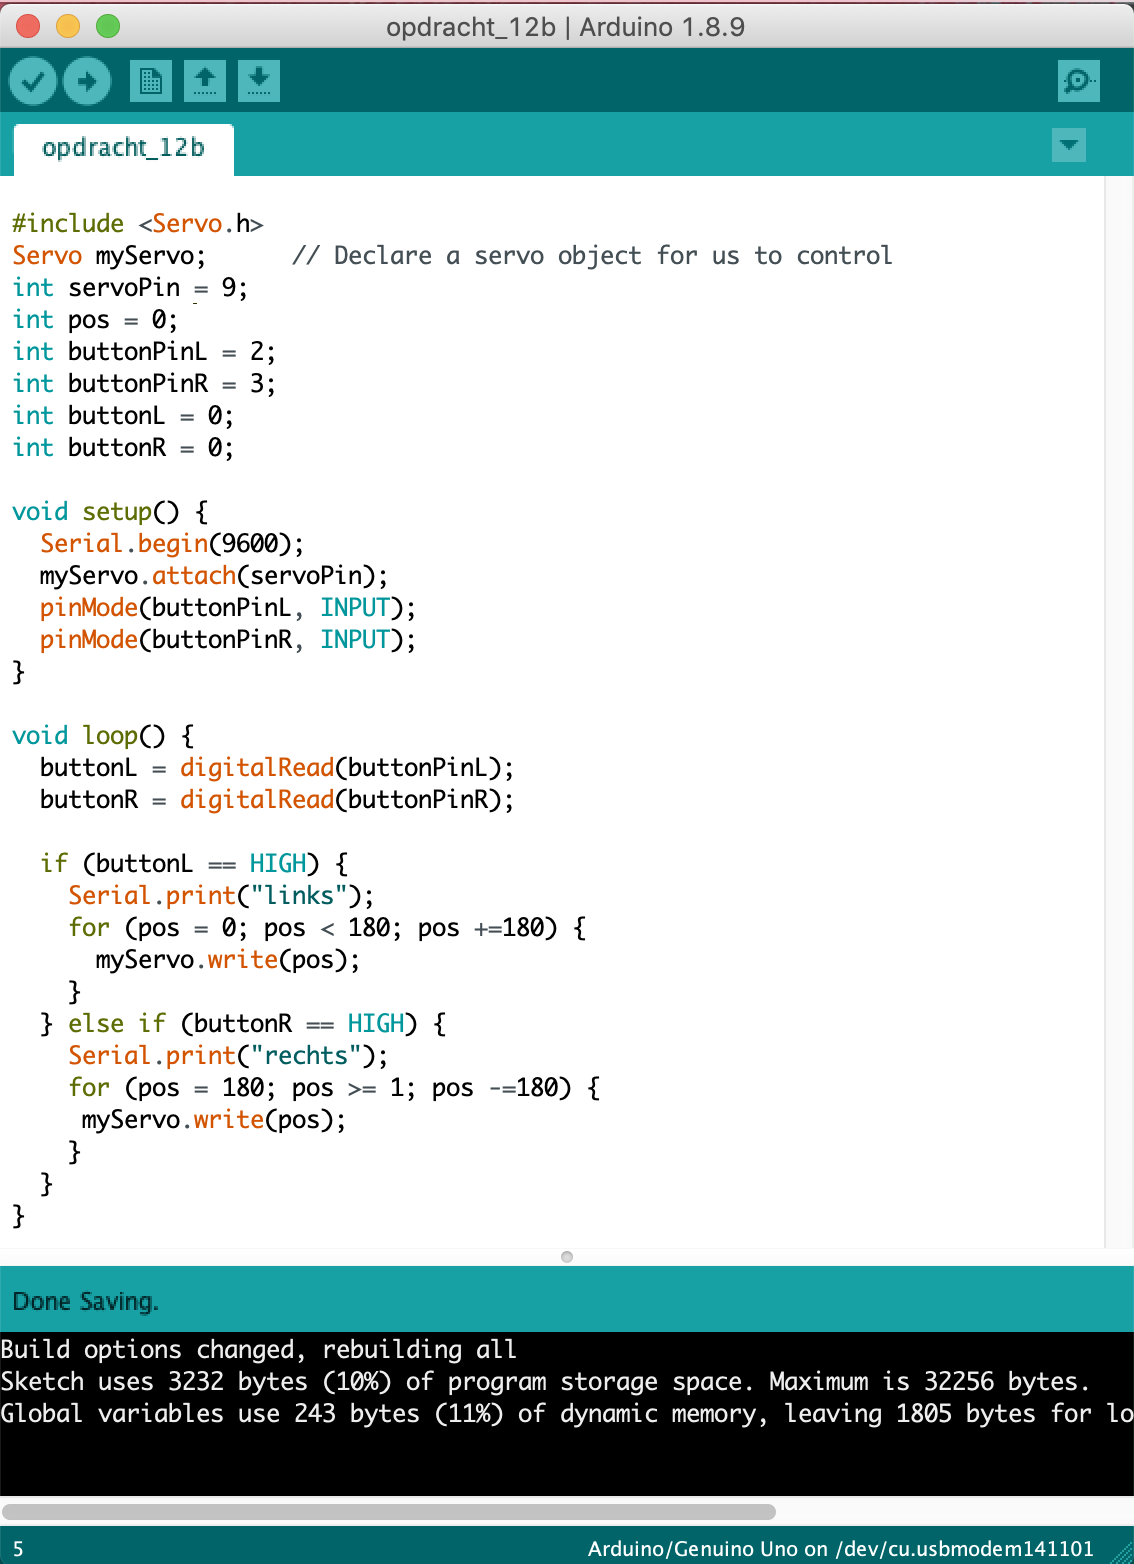 opdracht_12b | Arduino 1.8.9
opdracht_12b
#include <Servo.h>
Servo myServo;      // Declare a servo object for us to control
int servoPin = 9;
int pos = 0;
int buttonPinL = 2;
int buttonPinR = 3;
int buttonL = 0;
int buttonR = 0;

void setup() {
  Serial.begin(9600);
  myServo.attach(servoPin);
  pinMode(buttonPinL, INPUT);
  pinMode(buttonPinR, INPUT);
}

void loop() {
  buttonL = digitalRead(buttonPinL);
  buttonR = digitalRead(buttonPinR);

  if (buttonL == HIGH) {
    Serial.print("links");
    for (pos = 0; pos < 180; pos +=180) {
      myServo.write(pos);
    }
  } else if (buttonR == HIGH) {
    Serial.print("rechts");
    for (pos = 180; pos >= 1; pos -=180) {
     myServo.write(pos);
    }
  }
}
Done Saving.
Build options changed, rebuilding all
Sketch uses 3232 bytes (10%) of program storage space. Maximum is 32256 bytes.
Global variables use 243 bytes (11%) of dynamic memory, leaving 1805 bytes for lo
5 Arduino/Genuino Uno on /dev/cu.usbmodem141101